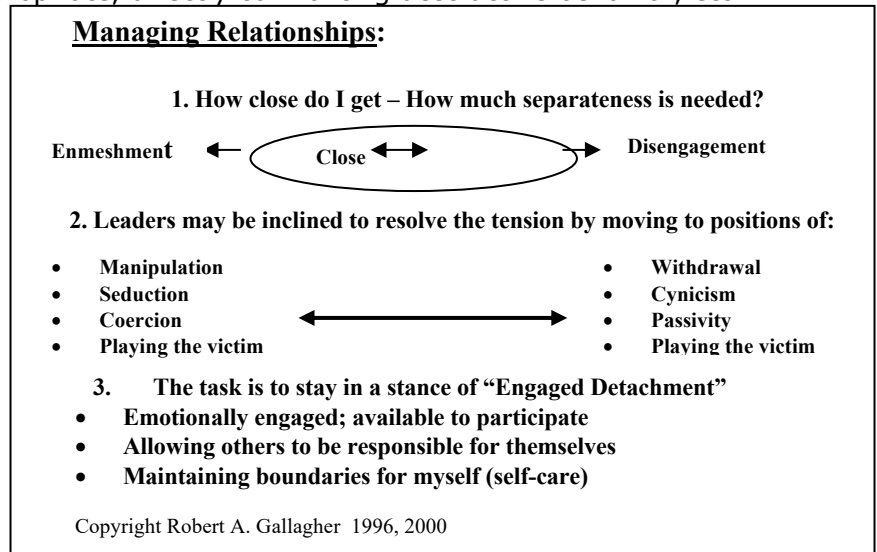 Managing Relationships:
1. How close do I get – How much separateness is needed?
Enmeshment Close Disengagement
2. Leaders may be inclined to resolve the tension by moving to positions of:
• Manipulation • Withdrawal
• Seduction • Cynicism
• Coercion • Passivity
• Playing the victim • Playing the victim
3. The task is to stay in a stance of “Engaged Detachment”
• Emotionally engaged; available to participate
• Allowing others to be responsible for themselves
• Maintaining boundaries for myself (self-care)
Copyright Robert A. Gallagher 1996, 2000